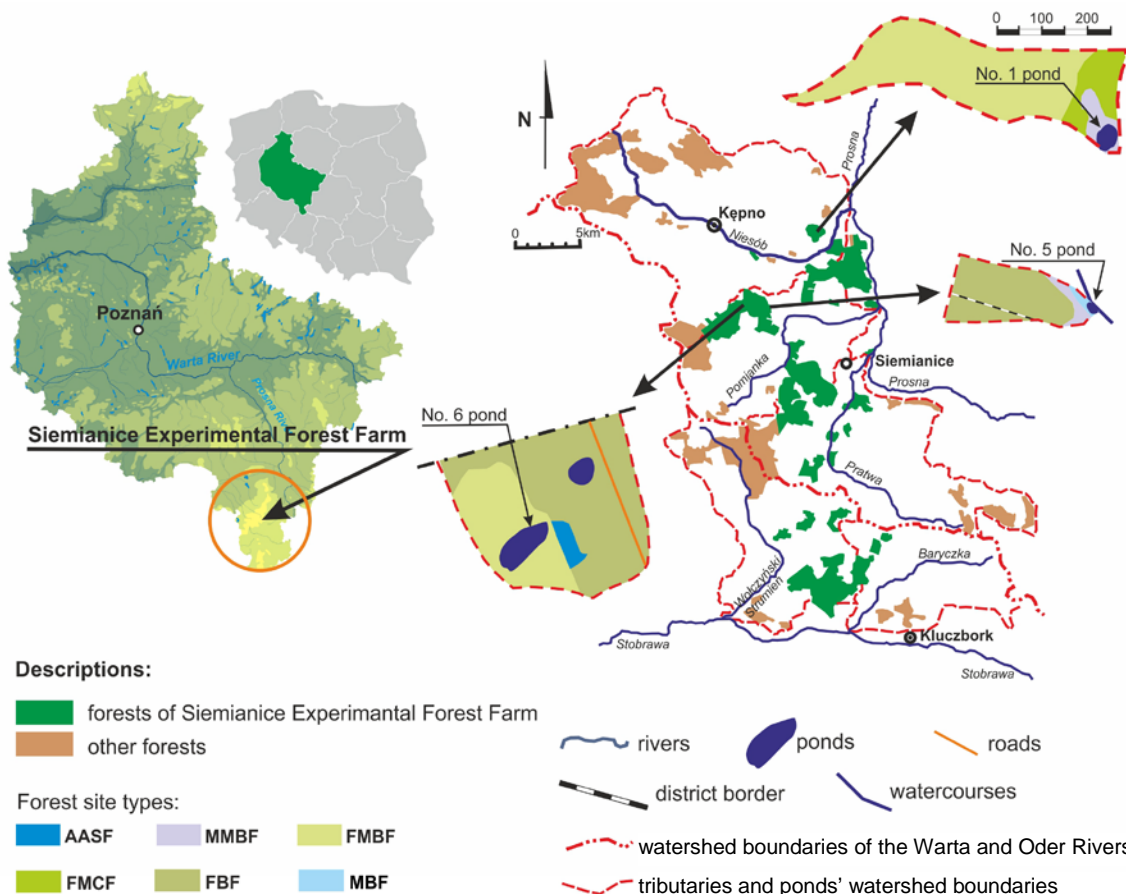 0 100 200
No. 1 pond
N
Prosna
Kępno
Niesób
0 5km
No. 5 pond
Poznań
Warta River
Prosna River
Siemianice
Pomianka
Prosna
No. 6 pond
Siemianice Experimental Forest Farm
Pratwa
Baryczka
Wołczyński
Strumień
Kluczbork
Stobrawa
Stobrawa
Descriptions:
forests of Siemianice Experimantal Forest Farm
other forests
rivers
ponds
roads
district border
watercourses
Forest site types:
AASF MMBF FMBF
FMCF FBF MBF
watershed boundaries of the Warta and Oder Rivers
tributaries and ponds' watershed boundaries